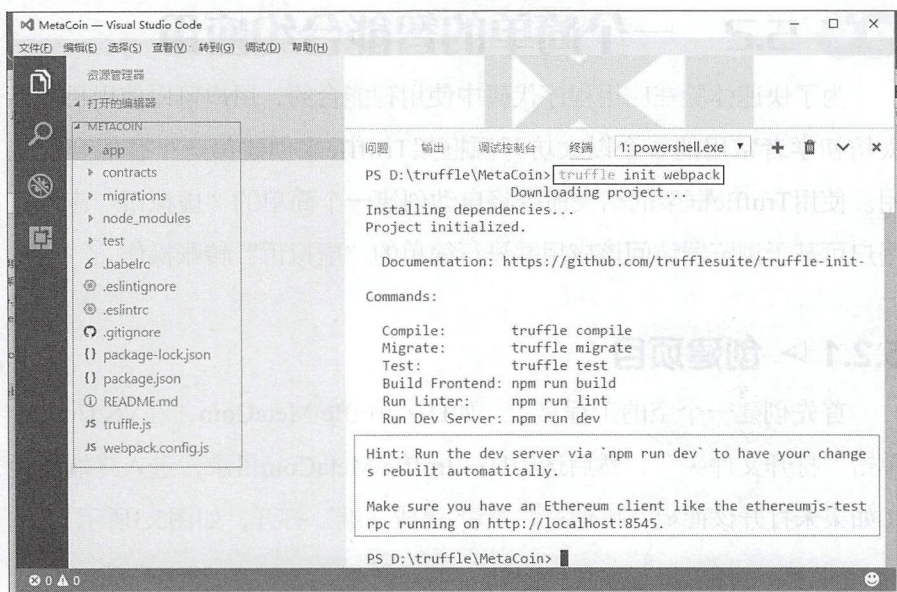 MetaCoin — Visual Studio Code
文件(F) 编辑(E) 选择(S) 查看(V) 转到(G) 调试(D) 帮助(H)
资源管理器
打开的编辑器
METACOIN
app
contracts
migrations
node_modules
test
.babelrc
.eslintignore
.eslintrc
.gitignore
{} package-lock.json
{} package.json
README.md
JS truffle.js
JS webpack.config.js
0 0
问题 输出 调试控制台 终端 1: powershell.exe
PS D:\truffle\MetaCoin> truffle init webpack
Downloading project...
Installing dependencies...
Project initialized.
Documentation: https://github.com/trufflesuite/truffle-init-
Commands:
Compile: truffle compile
Migrate: truffle migrate
Test: truffle test
Build Frontend: npm run build
Run Linter: npm run lint
Run Dev Server: npm run dev
Hint: Run the dev server via `npm run dev` to have your change
s rebuilt automatically.
Make sure you have an Ethereum client like the ethereumjs-test
rpc running on http://localhost:8545.
PS D:\truffle\MetaCoin>